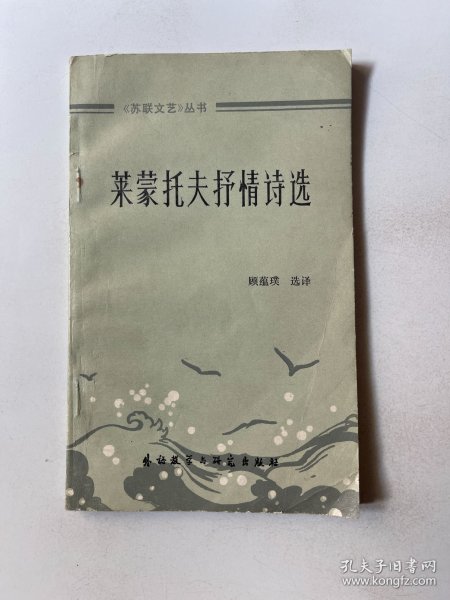 《苏联文艺》丛书
莱蒙托夫抒情诗选
顾蕴璞 选译
外语教学与研究出版社
孔夫子旧书网
www.kongfz.com